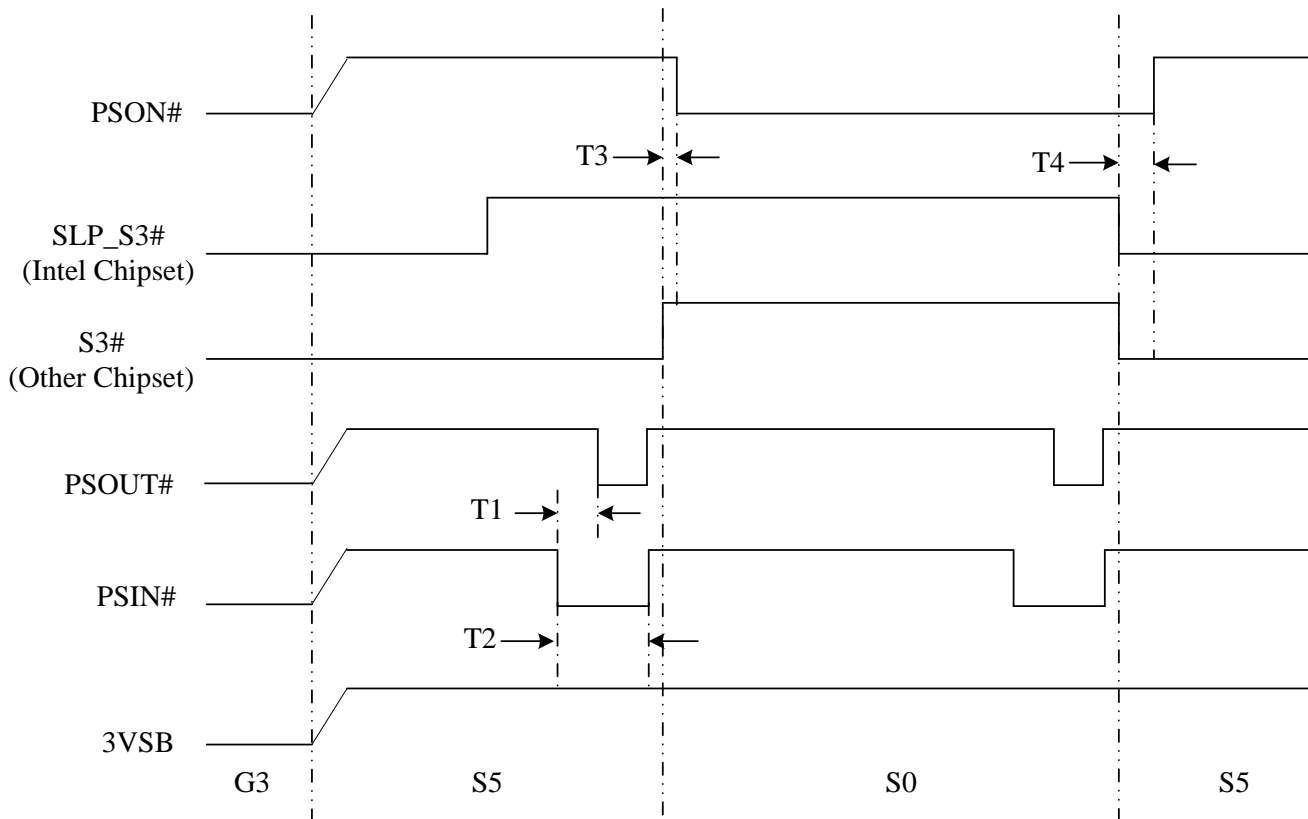 PSON#
T3
T4
SLP_S3#
(Intel Chipset)
S3#
(Other Chipset)
PSOUT#
T1
PSIN#
T2
3VSB
G3
S5
S0
S5